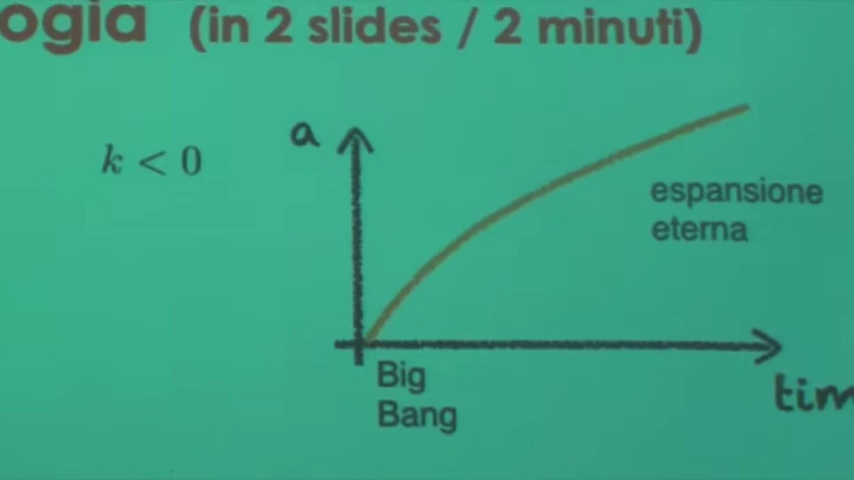 ogia (in 2 slides / 2 minuti)
a
k < 0
espansione
eterna
Big
Bang
tim